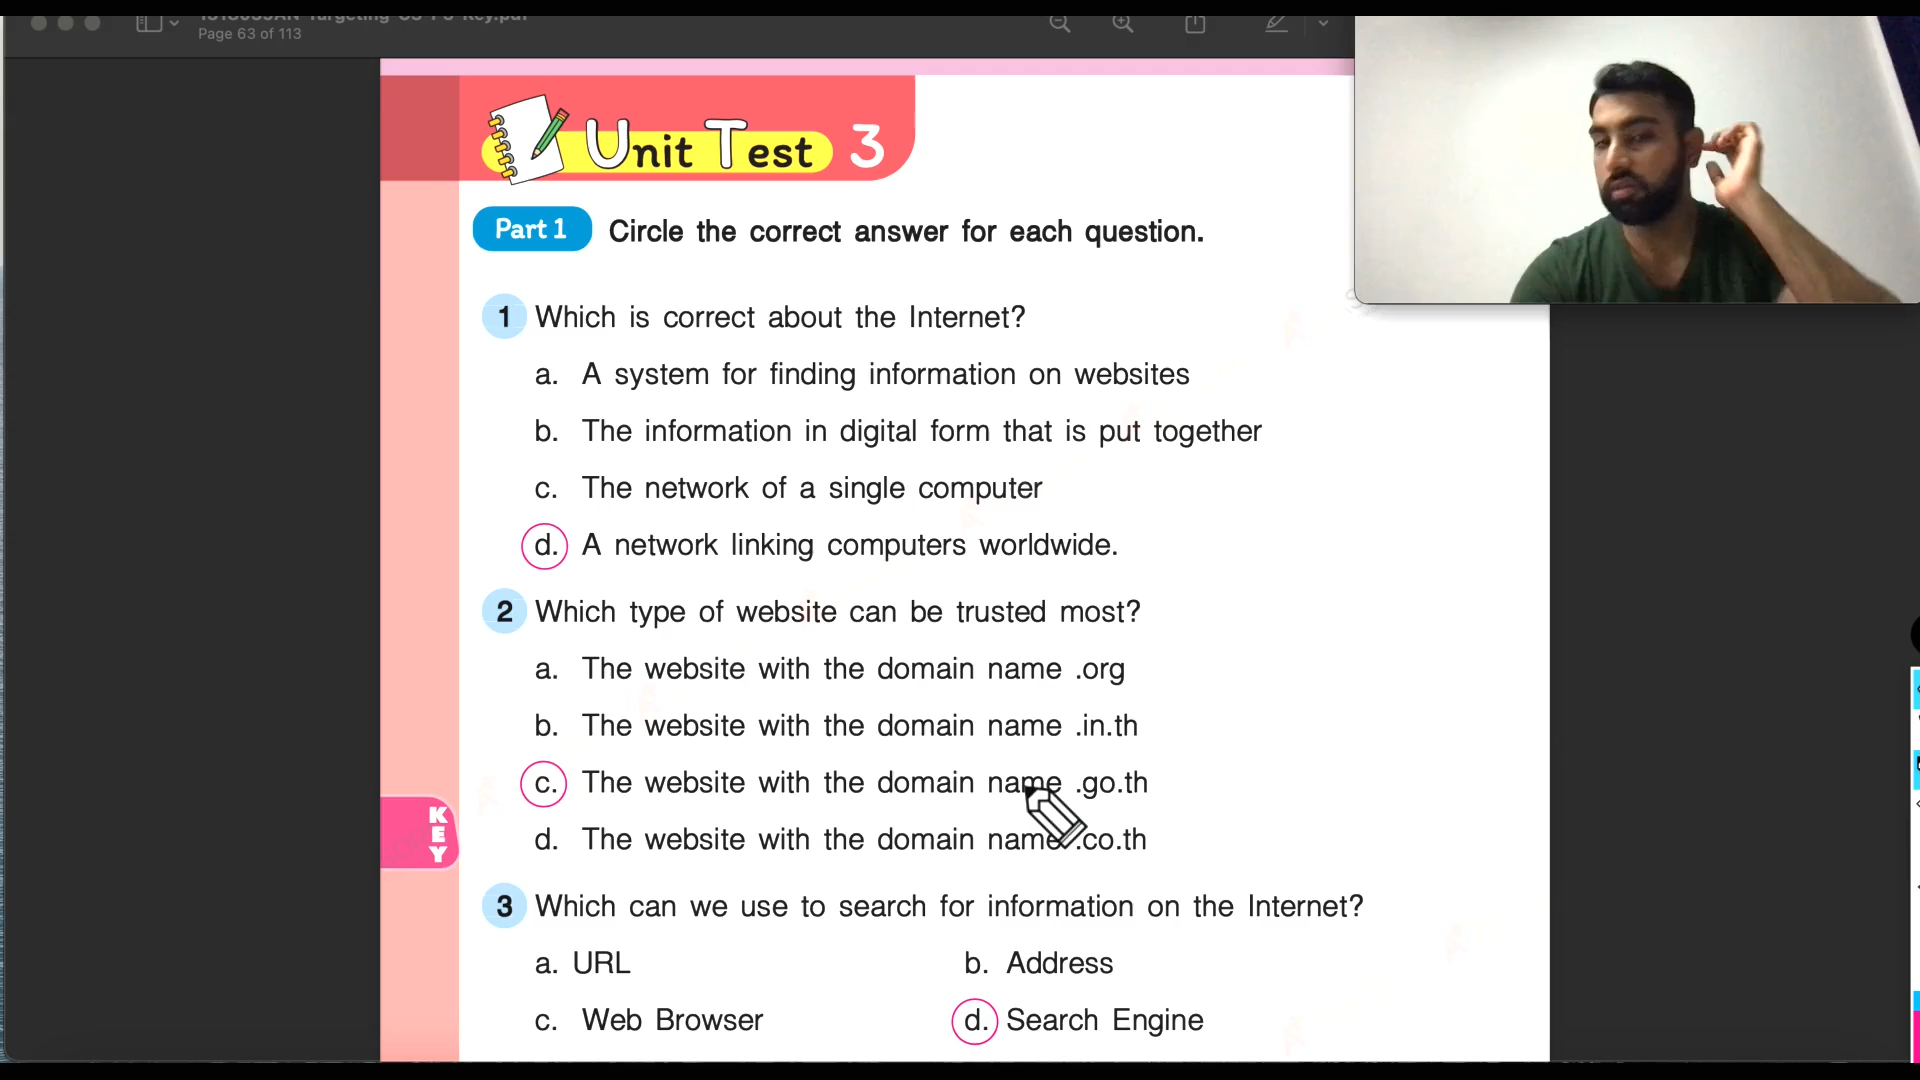 Page 63 of 113
Unit Test 3
Part 1 Circle the correct answer for each question.
1 Which is correct about the Internet?
a. A system for finding information on websites
b. The information in digital form that is put together
c. The network of a single computer
d. A network linking computers worldwide.
2 Which type of website can be trusted most?
a. The website with the domain name .org
b. The website with the domain name .in.th
c. The website with the domain name .go.th
d. The website with the domain name .co.th
KEY
3 Which can we use to search for information on the Internet?
a. URL b. Address
c. Web Browser d. Search Engine